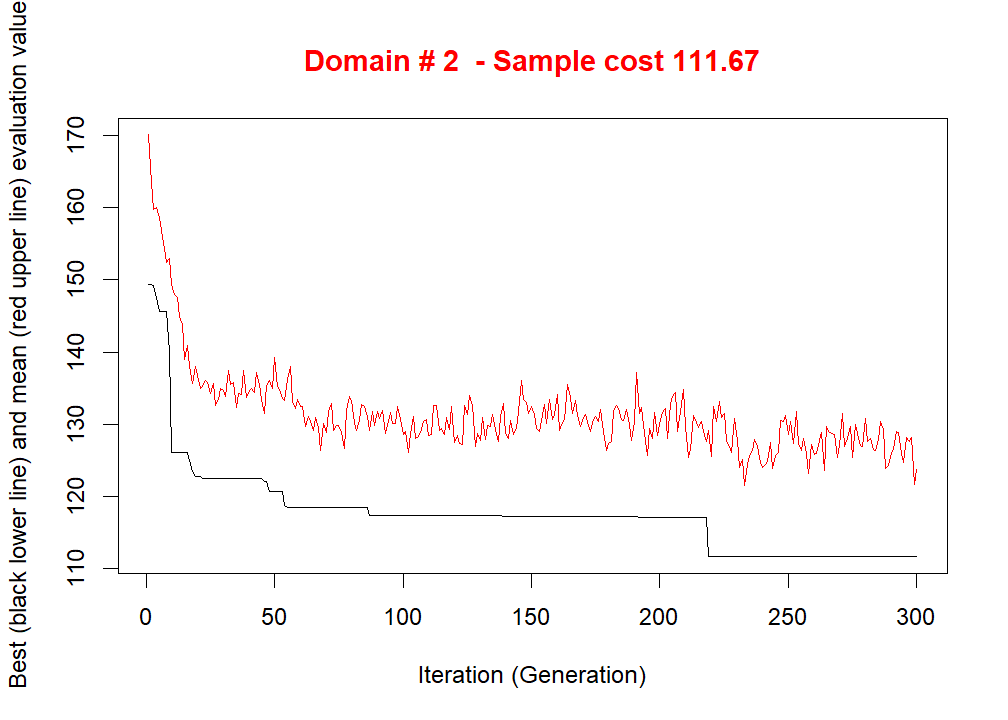 Domain # 2  - Sample cost 111.67
Best (black lower line) and mean (red upper line) evaluation value
170
160
150
140
130
120
110
0 50 100 150 200 250 300
Iteration (Generation)